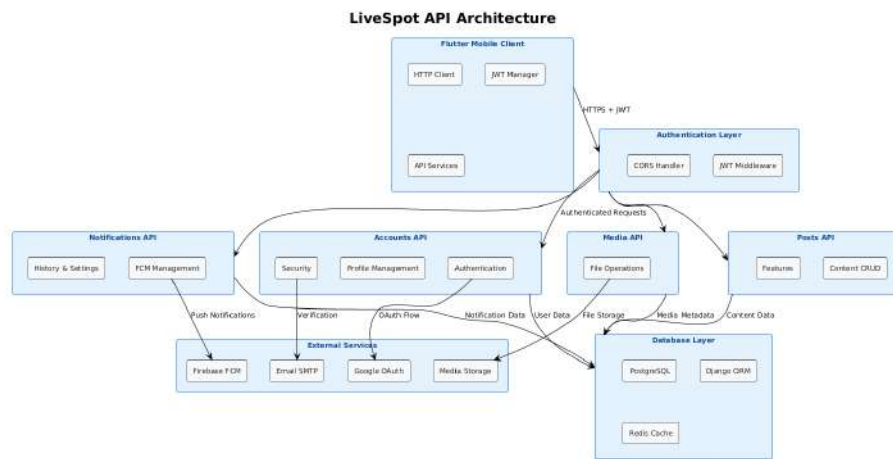 LiveSpot API Architecture
Flutter Mobile Client
HTTP Client
JWT Manager
API Services
HTTPS + JWT
Authentication Layer
CORS Handler
JWT Middleware
Authenticated Requests
Notifications API
History & Settings
FCM Management
Accounts API
Security
Profile Management
Authentication
Media API
File Operations
Posts API
Features
Content CRUD
Push Notifications
Verification
OAuth Flow
Notification Data
User Data
File Storage
Media Metadata
Content Data
External Services
Firebase FCM
Email SMTP
Google OAuth
Media Storage
Database Layer
PostgreSQL
Django ORM
Redis Cache